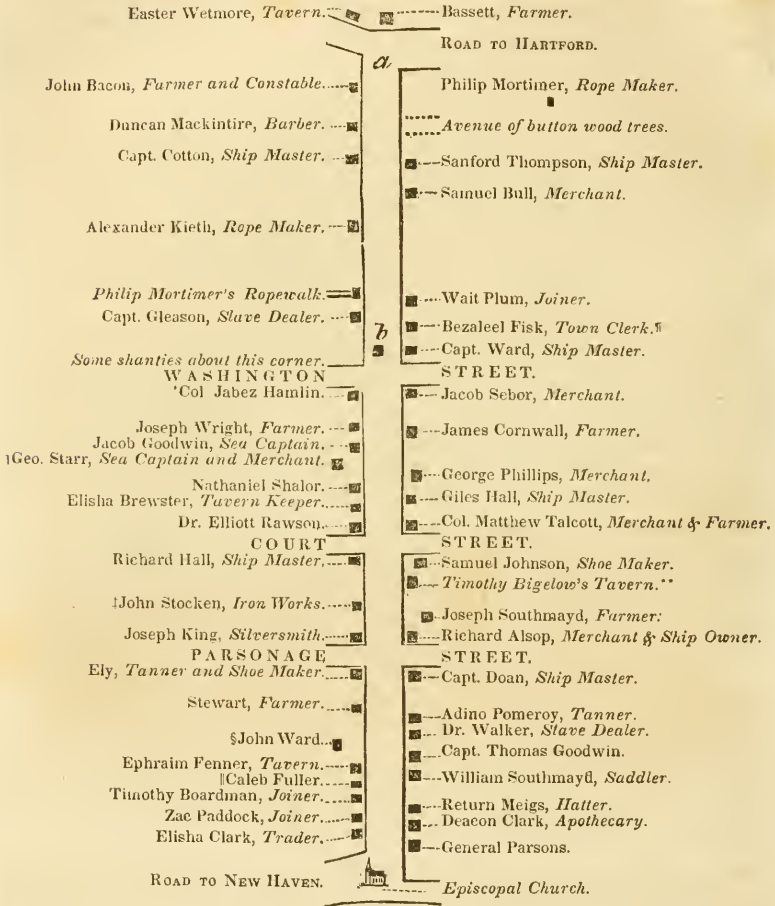 Easter Wetmore, Tavern.
Bassett, Farmer.
ROAD TO HARTFORD.
a
John Bacon, Farmer and Constable.
Philip Mortimer, Rope Maker.
Duncan Mackintire, Barber.
Avenue of button wood trees.
Capt. Cotton, Ship Master.
Sanford Thompson, Ship Master.
Samuel Bull, Merchant.
Alexander Kieth, Rope Maker.
Philip Mortimer's Ropewalk.
Wait Plum, Joiner.
Capt. Gleason, Slave Dealer.
b
Bezaleel Fisk, Town Clerk.¶
Some shanties about this corner.
Capt. Ward, Ship Master.
WASHINGTON STREET.
*Col Jabez Hamlin.
Jacob Sebor, Merchant.
Joseph Wright, Farmer.
James Cornwall, Farmer.
Jacob Goodwin, Sea Captain.
†Geo. Starr, Sea Captain and Merchant.
George Phillips, Merchant.
Nathaniel Shalor.
Giles Hall, Ship Master.
Elisha Brewster, Tavern Keeper.
Dr. Elliott Rawson.
Col. Matthew Talcott, Merchant & Farmer.
COURT STREET.
Richard Hall, Ship Master.
Samuel Johnson, Shoe Maker.
Timothy Bigelow's Tavern.**
‡John Stocken, Iron Works.
Joseph Southmayd, Farmer:
Joseph King, Silversmith.
Richard Alsop, Merchant & Ship Owner.
PARSONAGE STREET.
Ely, Tanner and Shoe Maker.
Capt. Doan, Ship Master.
Stewart, Farmer.
Adino Pomeroy, Tanner.
Dr. Walker, Slave Dealer.
§John Ward.
Capt. Thomas Goodwin.
Ephraim Fenner, Tavern.
William Southmayd, Saddler.
||Caleb Fuller.
Timothy Boardman, Joiner.
Return Meigs, Hatter.
Zac Paddock, Joiner.
Deacon Clark, Apothecary.
Elisha Clark, Trader.
General Parsons.
ROAD TO NEW HAVEN.
Episcopal Church.